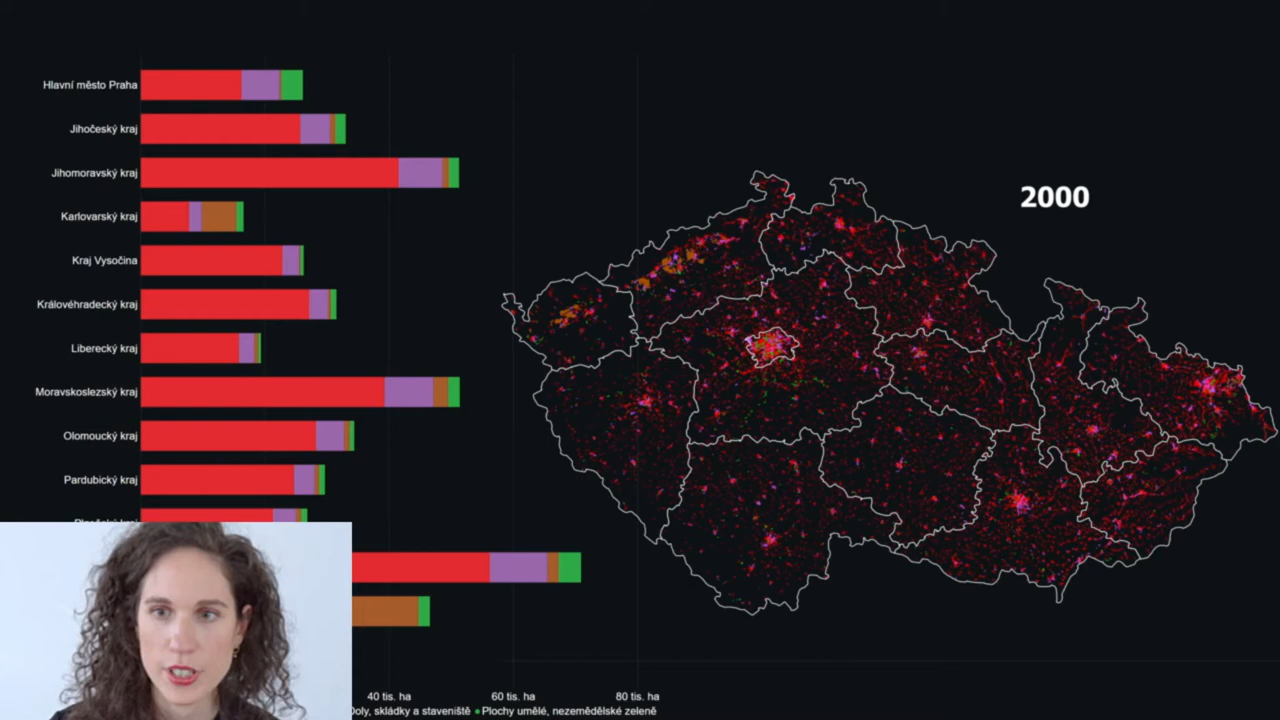 Hlavní město Praha
Jihočeský kraj
Jihomoravský kraj
Karlovarský kraj
Kraj Vysočina
Královéhradecký kraj
Liberecký kraj
Moravskoslezský kraj
Olomoucký kraj
Pardubický kraj
2000
40 tis. ha
60 tis. ha
80 tis. ha
Doly, skládky a staveniště Plochy umělé, nezemědělské zeleně